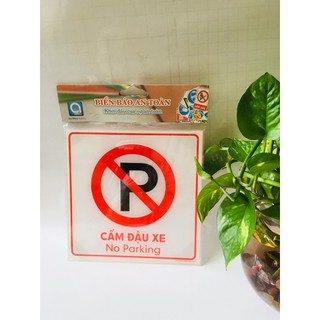 BIỂN BÁO AN TOÀN
P
CẤM ĐẬU XE
No Parking